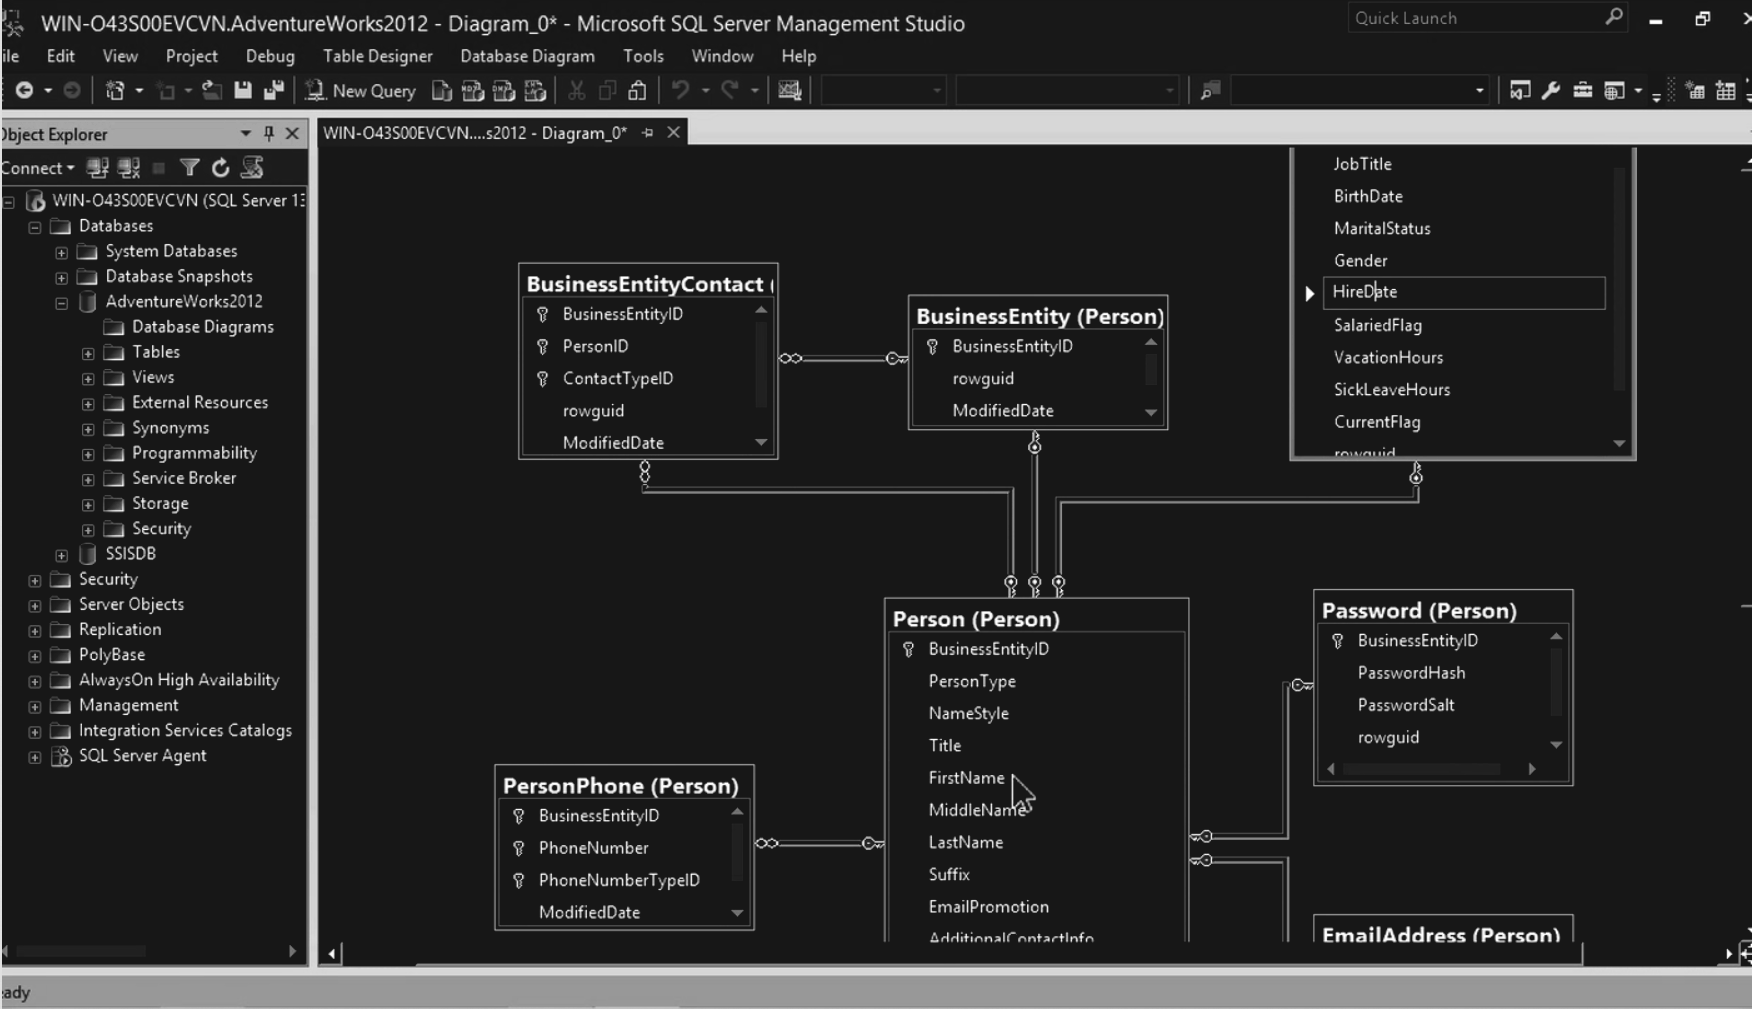 WIN-O43S00EVCVN.AdventureWorks2012 - Diagram_0* - Microsoft SQL Server Management Studio
Quick Launch
ile Edit View Project Debug Table Designer Database Diagram Tools Window Help
New Query
Object Explorer
WIN-O43S00EVCVN....s2012 - Diagram_0*
Connect
WIN-O43S00EVCVN (SQL Server 13
Databases
System Databases
Database Snapshots
AdventureWorks2012
Database Diagrams
Tables
Views
External Resources
Synonyms
Programmability
Service Broker
Storage
Security
SSISDB
Security
Server Objects
Replication
PolyBase
AlwaysOn High Availability
Management
Integration Services Catalogs
SQL Server Agent
BusinessEntityContact (
BusinessEntityID
PersonID
ContactTypeID
rowguid
ModifiedDate
BusinessEntity (Person)
BusinessEntityID
rowguid
ModifiedDate
JobTitle
BirthDate
MaritalStatus
Gender
HireDate
SalariedFlag
VacationHours
SickLeaveHours
CurrentFlag
rowguid
Person (Person)
BusinessEntityID
PersonType
NameStyle
Title
FirstName
MiddleName
LastName
Suffix
EmailPromotion
AdditionalContactInfo
Password (Person)
BusinessEntityID
PasswordHash
PasswordSalt
rowguid
PersonPhone (Person)
BusinessEntityID
PhoneNumber
PhoneNumberTypeID
ModifiedDate
EmailAddress (Person)
eady